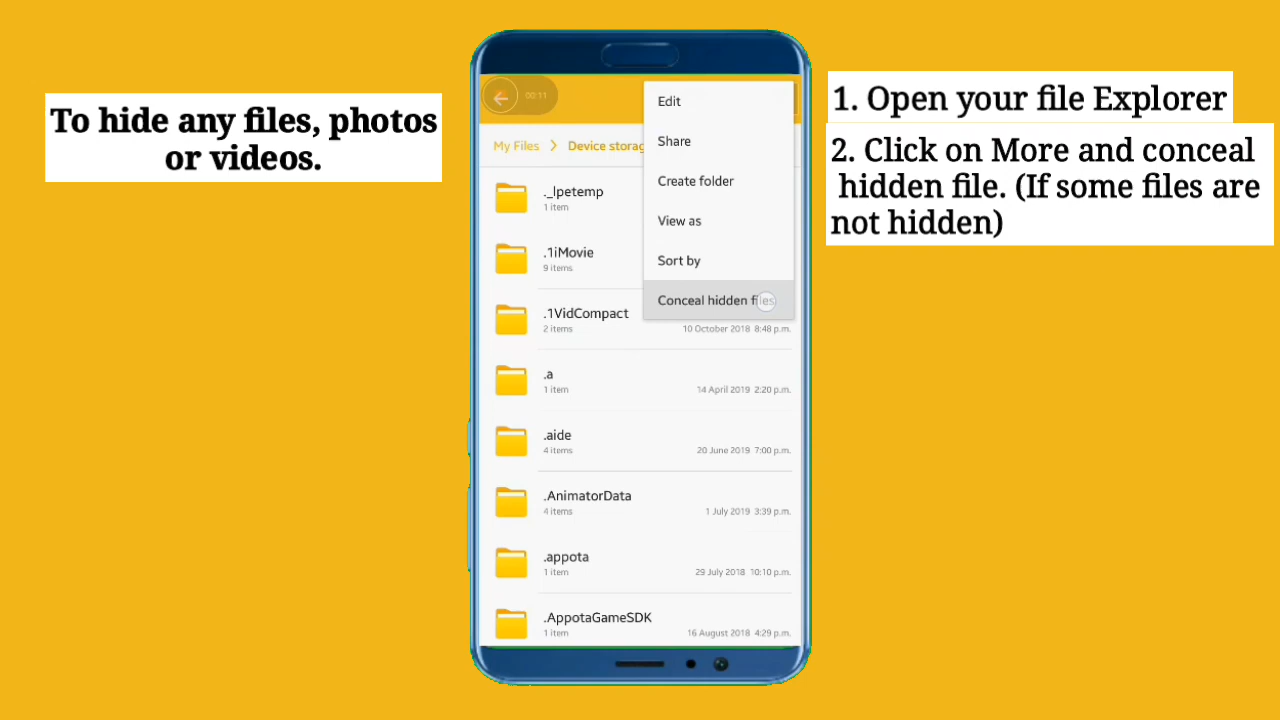 To hide any files, photos
or videos.
1. Open your file Explorer
2. Click on More and conceal
hidden file. (If some files are
not hidden)
00:11
My Files > Device storag
Edit
Share
Create folder
View as
Sort by
Conceal hidden files
._lpetemp
1 item
.1iMovie
9 items
.1VidCompact
2 items 10 October 2018 8:48 p.m.
.a
1 item 14 April 2019 2:20 p.m.
.aide
4 items 20 June 2019 7:00 p.m.
.AnimatorData
4 items 1 July 2019 3:39 p.m.
.appota
1 item 29 July 2018 10:10 p.m.
.AppotaGameSDK
1 item 16 August 2018 4:29 p.m.